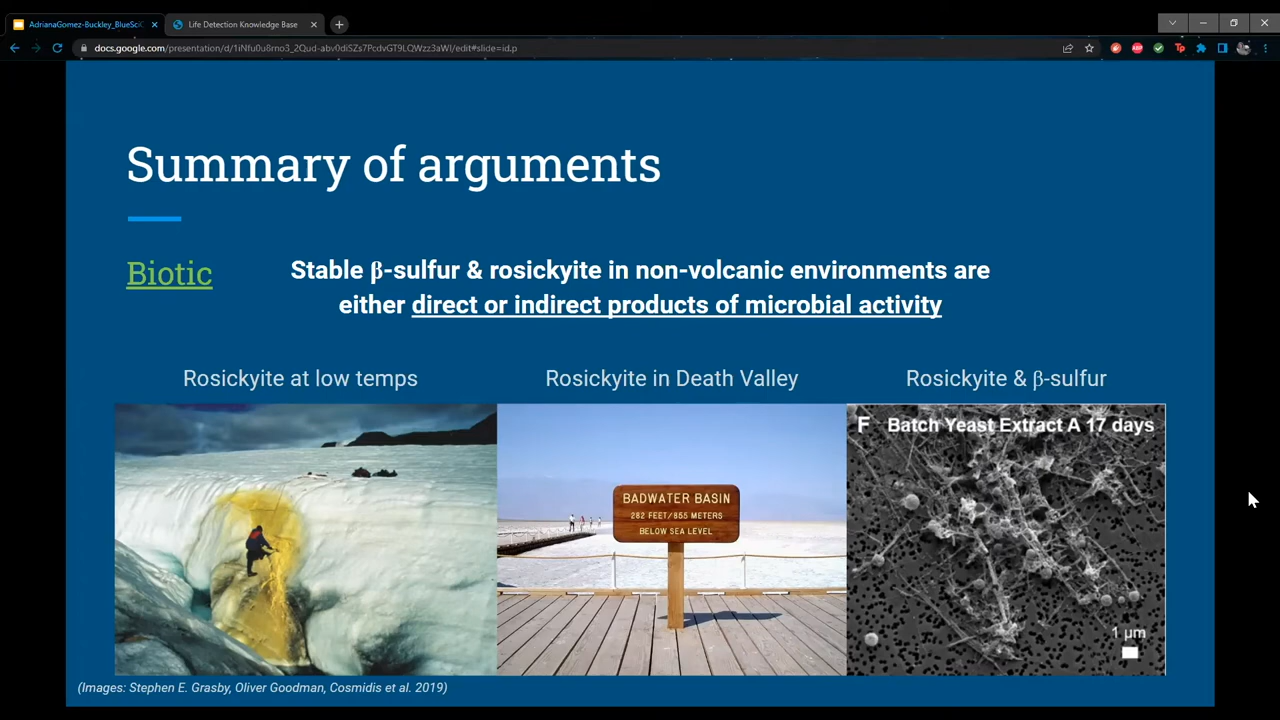 AdrianaGomez-Buckley_BlueSciC
Life Detection Knowledge Base
docs.google.com/presentation/d/1iNfu0u8rno3_2Qud-abv0diSZs7PcdvGT9LQWzz3aWI/edit#slide=id.p
Summary of arguments
Biotic
Stable β-sulfur & rosickyite in non-volcanic environments are
either direct or indirect products of microbial activity
Rosickyite at low temps
Rosickyite in Death Valley
Rosickyite & β-sulfur
BADWATER BASIN
282 FEET/855 METERS
BELOW SEA LEVEL
F Batch Yeast Extract A 17 days
1 μm
(Images: Stephen E. Grasby, Oliver Goodman, Cosmidis et al. 2019)